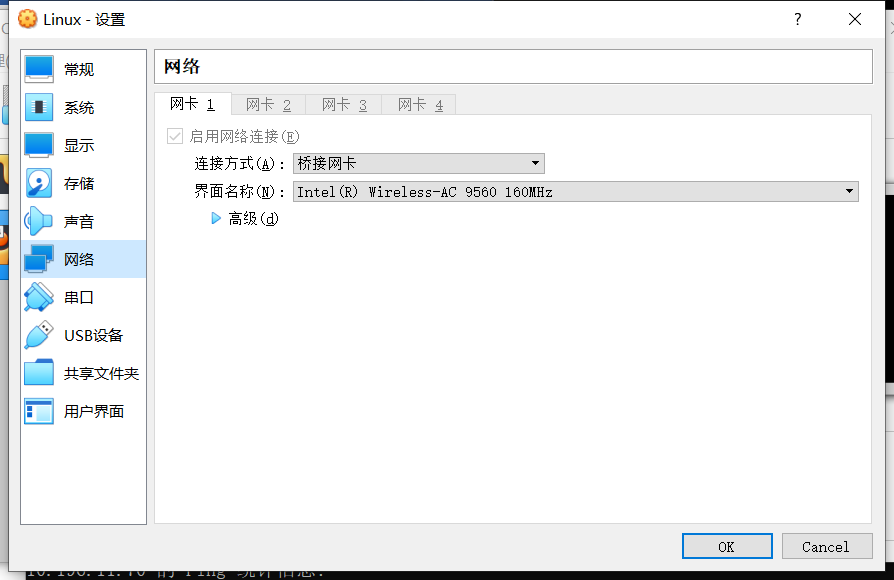 Linux - 设置
?
常规
系统
显示
存储
声音
网络
串口
USB设备
共享文件夹
用户界面
网络
网卡 1
网卡 2
网卡 3
网卡 4
启用网络连接(E)
连接方式(A)：
桥接网卡
界面名称(N)：
Intel(R) Wireless-AC 9560 160MHz
高级(d)
OK
Cancel